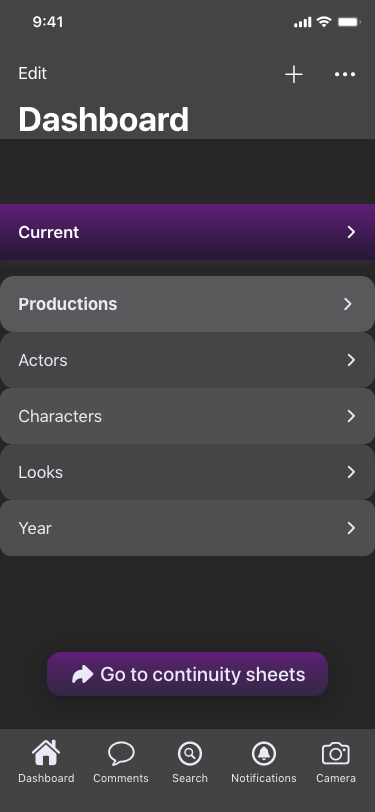 9:41
Edit
Dashboard
Current
Productions
Actors
Characters
Looks
Year
Go to continuity sheets
Dashboard
Comments
Search
Notifications
Camera